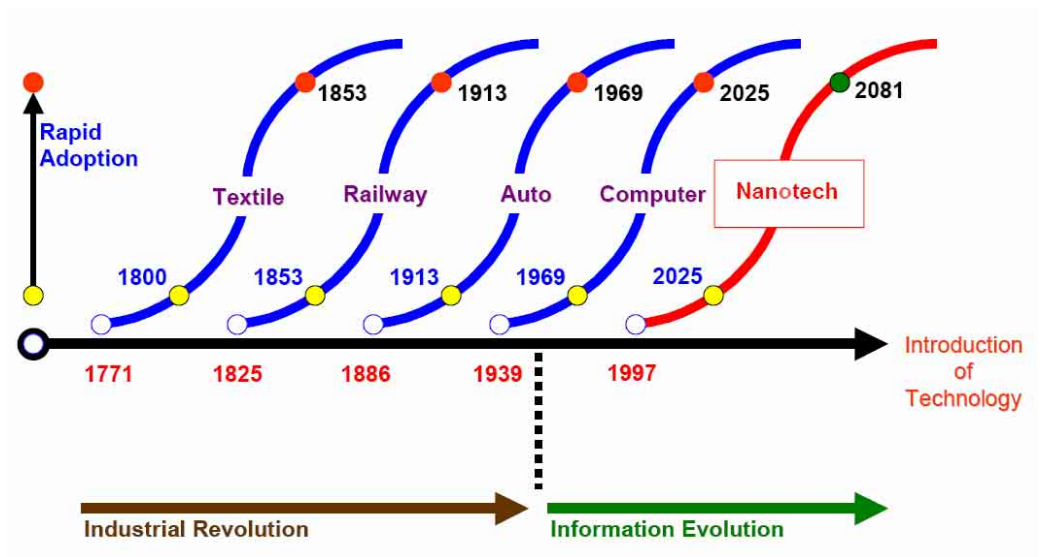 1853
1913
1969
2025
2081
Rapid
Adoption
Textile
Railway
Auto
Computer
Nanotech
1800
1853
1913
1969
2025
1771
1825
1886
1939
1997
Introduction
of
Technology
Industrial Revolution
Information Evolution